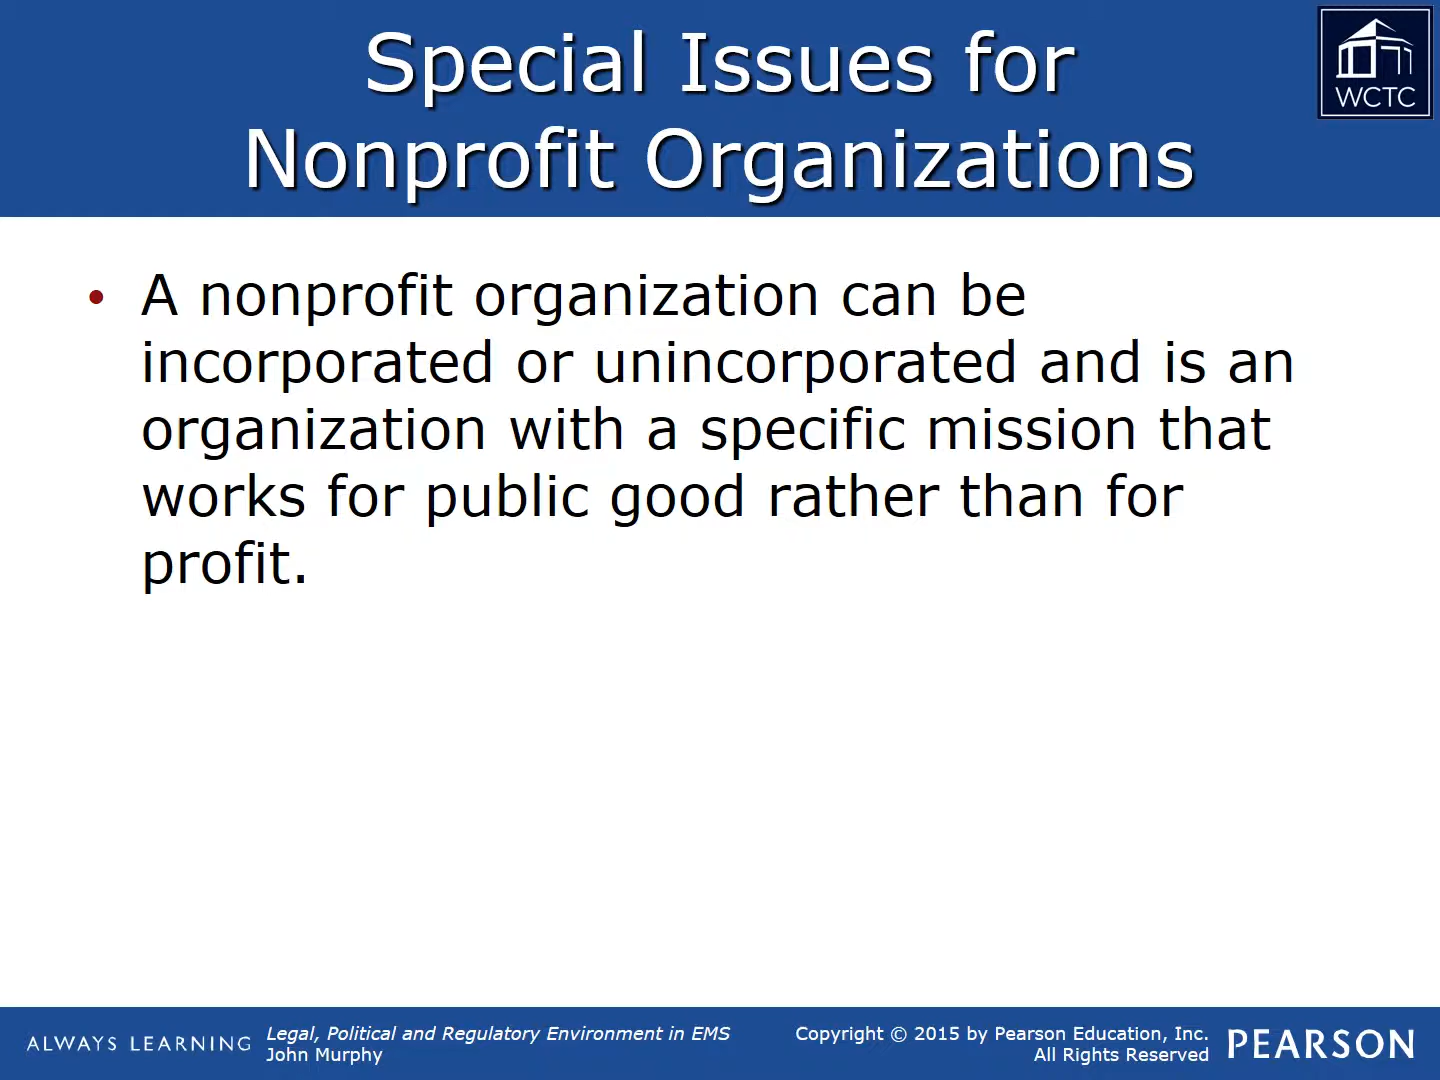 Special Issues for
Nonprofit Organizations
WCTC
• A nonprofit organization can be
incorporated or unincorporated and is an
organization with a specific mission that
works for public good rather than for
profit.
ALWAYS LEARNING
Legal, Political and Regulatory Environment in EMS
John Murphy
Copyright © 2015 by Pearson Education, Inc.
All Rights Reserved
PEARSON